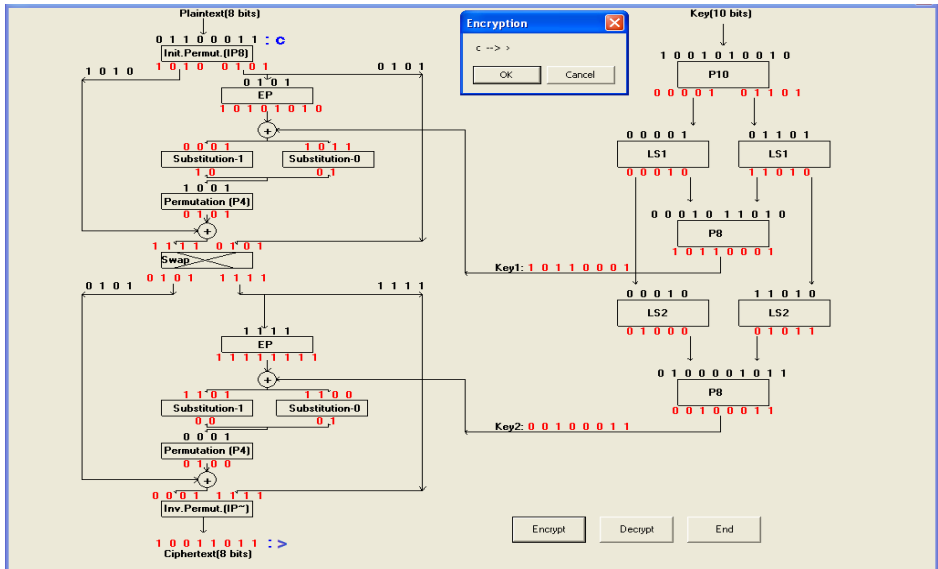 Plaintext(8 bits)
0 1 1 0 0 0 1 1 : c
Init.Permut.(IP8)
1 0 1 0 0 1 0 1
1 0 1 0
0 1 0 1
0 1 0 1
EP
1 0 1 0 1 0 1 0
+
0 0 0 1 1 0 1 1
Substitution-1 Substitution-0
1 0 0 1
1 0 0 1
Permutation (P4)
0 1 0 1
+
1 1 1 1 0 1 0 1
Swap
0 1 0 1 1 1 1 1
0 1 0 1
1 1 1 1
1 1 1 1
EP
1 1 1 1 1 1 1 1
+
1 1 0 1 1 1 0 0
Substitution-1 Substitution-0
0 0 0 1
0 0 0 1
Permutation (P4)
0 1 0 0
+
0 0 0 1 1 1 1 1
Inv.Permut.(IP~)
1 0 0 1 1 0 1 1 : >
Ciphertext(8 bits)
Encryption
c --> ›
OK Cancel
Key(10 bits)
1 0 0 1 0 1 0 0 1 0
P10
0 0 0 0 1 0 1 1 0 1
0 0 0 0 1 0 1 1 0 1
LS1 LS1
0 0 0 1 0 1 1 0 1 0
0 0 0 1 0 1 1 0 1 0
P8
1 0 1 1 0 0 0 1
Key1: 1 0 1 1 0 0 0 1
0 0 0 1 0 1 1 0 1 0
LS2 LS2
0 1 0 0 0 0 1 0 1 1
0 1 0 0 0 0 1 0 1 1
P8
0 0 1 0 0 0 1 1
Key2: 0 0 1 0 0 0 1 1
Encrypt Decrypt End